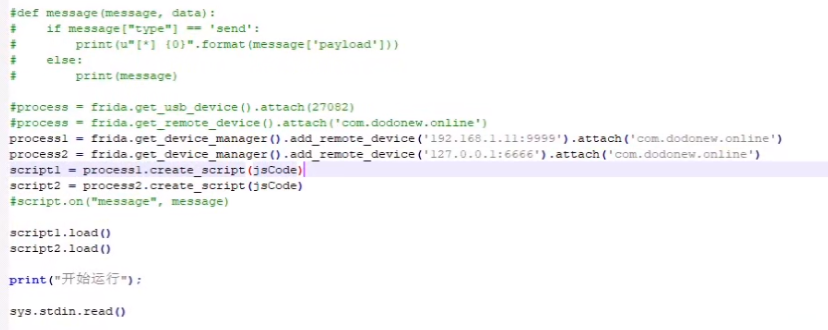 #def message(message, data):
#    if message["type"] == 'send':
#        print(u"[*] {0}".format(message['payload']))
#    else:
#        print(message)
#process = frida.get_usb_device().attach(27082)
#process = frida.get_remote_device().attach('com.dodonew.online')
process1 = frida.get_device_manager().add_remote_device('192.168.1.11:9999').attach('com.dodonew.online')
process2 = frida.get_device_manager().add_remote_device('127.0.0.1:6666').attach('com.dodonew.online')
script1 = process1.create_script(jsCode)
script2 = process2.create_script(jsCode)
#script.on("message", message)
script1.load()
script2.load()
print("开始运行");
sys.stdin.read()